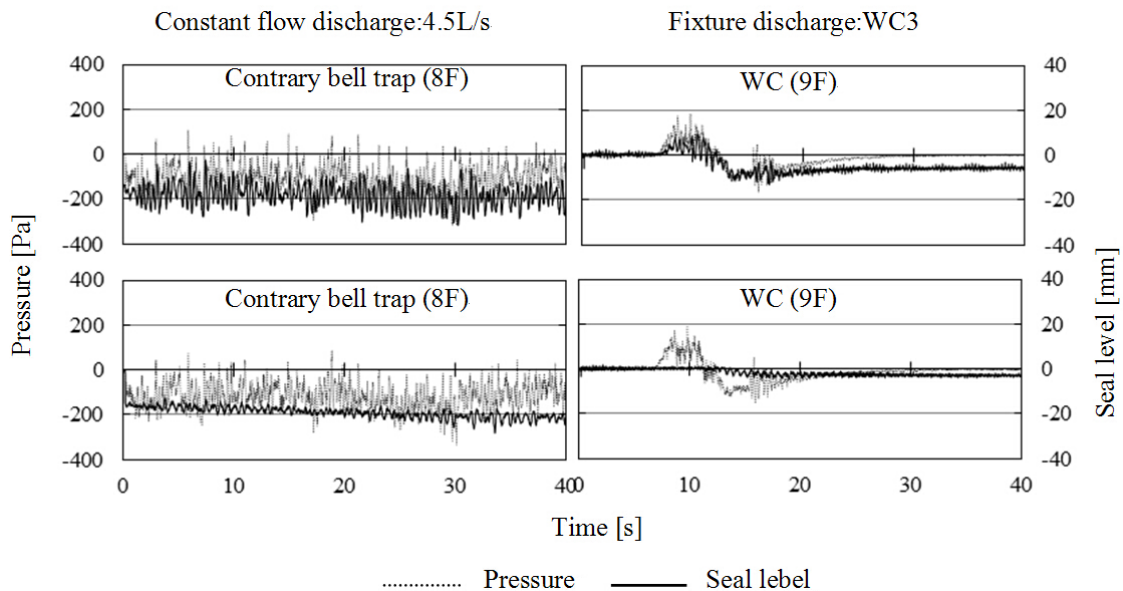 Constant flow discharge:4.5L/s
Fixture discharge:WC3
400
200
0
-200
-400
Contrary bell trap (8F)
WC (9F)
40
20
0
-20
-40
Pressure [Pa]
Seal level [mm]
400
200
0
-200
-400
Contrary bell trap (8F)
WC (9F)
40
20
0
-20
-40
0 10 20 30 40
0 10 20 30 40
Time [s]
Pressure
Seal lebel